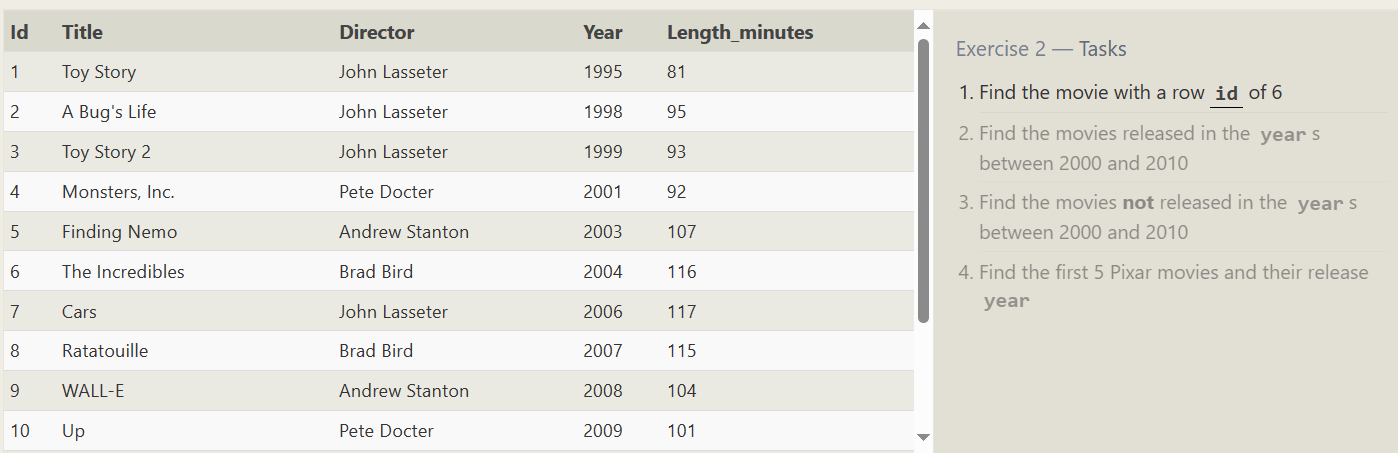 Id Title Director Year Length_minutes
1 Toy Story John Lasseter 1995 81
2 A Bug's Life John Lasseter 1998 95
3 Toy Story 2 John Lasseter 1999 93
4 Monsters, Inc. Pete Docter 2001 92
5 Finding Nemo Andrew Stanton 2003 107
6 The Incredibles Brad Bird 2004 116
7 Cars John Lasseter 2006 117
8 Ratatouille Brad Bird 2007 115
9 WALL-E Andrew Stanton 2008 104
10 Up Pete Docter 2009 101
Exercise 2 — Tasks
1. Find the movie with a row id of 6
2. Find the movies released in the year s
between 2000 and 2010
3. Find the movies not released in the year s
between 2000 and 2010
4. Find the first 5 Pixar movies and their release
year